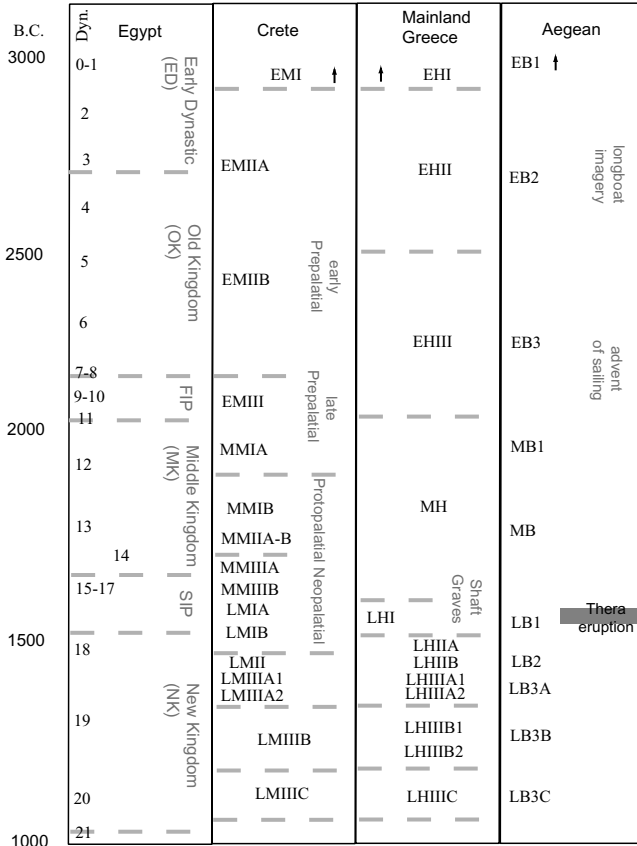 B.C.
3000
2500
2000
1500
1000
Dyn.
Egypt
0-1
2
3
4
5
6
7-8
9-10
11
12
13
14
15-17
18
19
20
21
Early Dynastic
(ED)
Old Kingdom
(OK)
FIP
Middle Kingdom
(MK)
SIP
New Kingdom
(NK)
Crete
EMI
EMIIA
EMIIB
EMIII
MMIA
MMIB
MMIIA-B
MMIIIA
MMIIIB
LMIA
LMIB
LMII
LMIIIA1
LMIIIA2
LMIIIB
LMIIIC
early
Prepalatial
late
Prepalatial
Protopalatial
Neopalatial
Mainland
Greece
EHI
EHII
EHIII
MH
LHI
LHIIA
LHIIB
LHIIIA1
LHIIIA2
LHIIIB1
LHIIIB2
LHIIIC
Shaft
Graves
Aegean
EB1
EB2
EB3
MB1
MB
LB1
LB2
LB3A
LB3B
LB3C
longboat
imagery
advent
of sailing
Thera
eruption